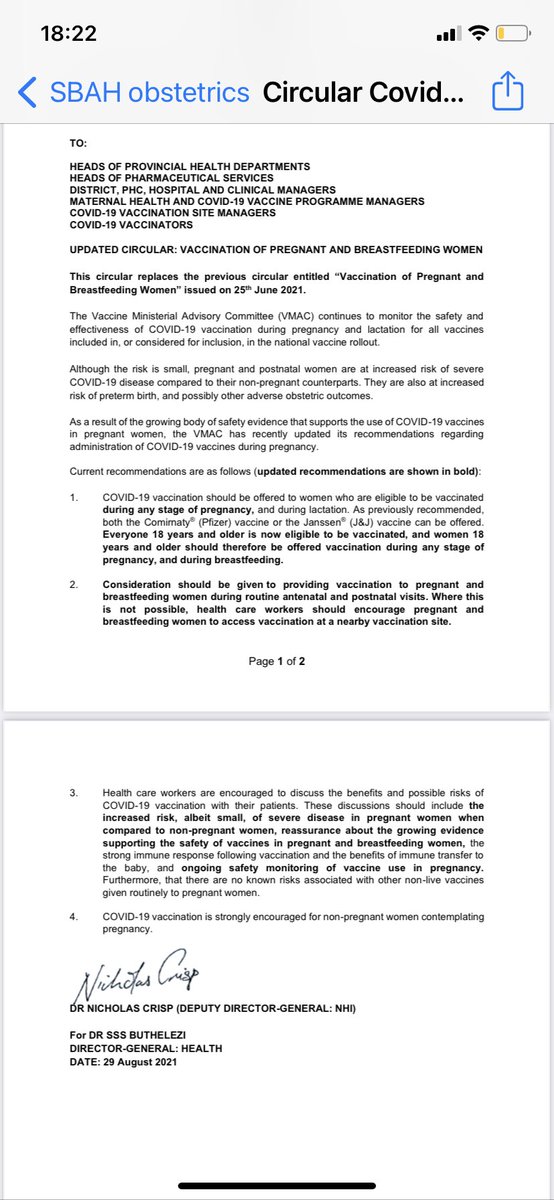 18:22
SBAH obstetrics Circular Covid...
TO:
HEADS OF PROVINCIAL HEALTH DEPARTMENTS
HEADS OF PHARMACEUTICAL SERVICES
DISTRICT, PHC, HOSPITAL AND CLINICAL MANAGERS
MATERNAL HEALTH AND COVID-19 VACCINE PROGRAMME MANAGERS
COVID-19 VACCINATION SITE MANAGERS
COVID-19 VACCINATORS
UPDATED CIRCULAR: VACCINATION OF PREGNANT AND BREASTFEEDING WOMEN
This circular replaces the previous circular entitled “Vaccination of Pregnant and
Breastfeeding Women” issued on 25th June 2021.
The Vaccine Ministerial Advisory Committee (VMAC) continues to monitor the safety and
effectiveness of COVID-19 vaccination during pregnancy and lactation for all vaccines
included in, or considered for inclusion, in the national vaccine rollout.
Although the risk is small, pregnant and postnatal women are at increased risk of severe
COVID-19 disease compared to their non-pregnant counterparts. They are also at increased
risk of preterm birth, and possibly other adverse obstetric outcomes.
As a result of the growing body of safety evidence that supports the use of COVID-19 vaccines
in pregnant women, the VMAC has recently updated its recommendations regarding
administration of COVID-19 vaccines during pregnancy.
Current recommendations are as follows (updated recommendations are shown in bold):
1. COVID-19 vaccination should be offered to women who are eligible to be vaccinated
during any stage of pregnancy, and during lactation. As previously recommended,
both the Comirnaty® (Pfizer) vaccine or the Janssen® (J&J) vaccine can be offered.
Everyone 18 years and older is now eligible to be vaccinated, and women 18
years and older should therefore be offered vaccination during any stage of
pregnancy, and during breastfeeding.
2. Consideration should be given to providing vaccination to pregnant and
breastfeeding women during routine antenatal and postnatal visits. Where this
is not possible, health care workers should encourage pregnant and
breastfeeding women to access vaccination at a nearby vaccination site.
Page 1 of 2
3. Health care workers are encouraged to discuss the benefits and possible risks of
COVID-19 vaccination with their patients. These discussions should include the
increased risk, albeit small, of severe disease in pregnant women when
compared to non-pregnant women, reassurance about the growing evidence
supporting the safety of vaccines in pregnant and breastfeeding women, the
strong immune response following vaccination and the benefits of immune transfer to
the baby, and ongoing safety monitoring of vaccine use in pregnancy.
Furthermore, that there are no known risks associated with other non-live vaccines
given routinely to pregnant women.
4. COVID-19 vaccination is strongly encouraged for non-pregnant women contemplating
pregnancy.
Nicholas Crisp
DR NICHOLAS CRISP (DEPUTY DIRECTOR-GENERAL: NHI)
For DR SSS BUTHELEZI
DIRECTOR-GENERAL: HEALTH
DATE: 29 August 2021